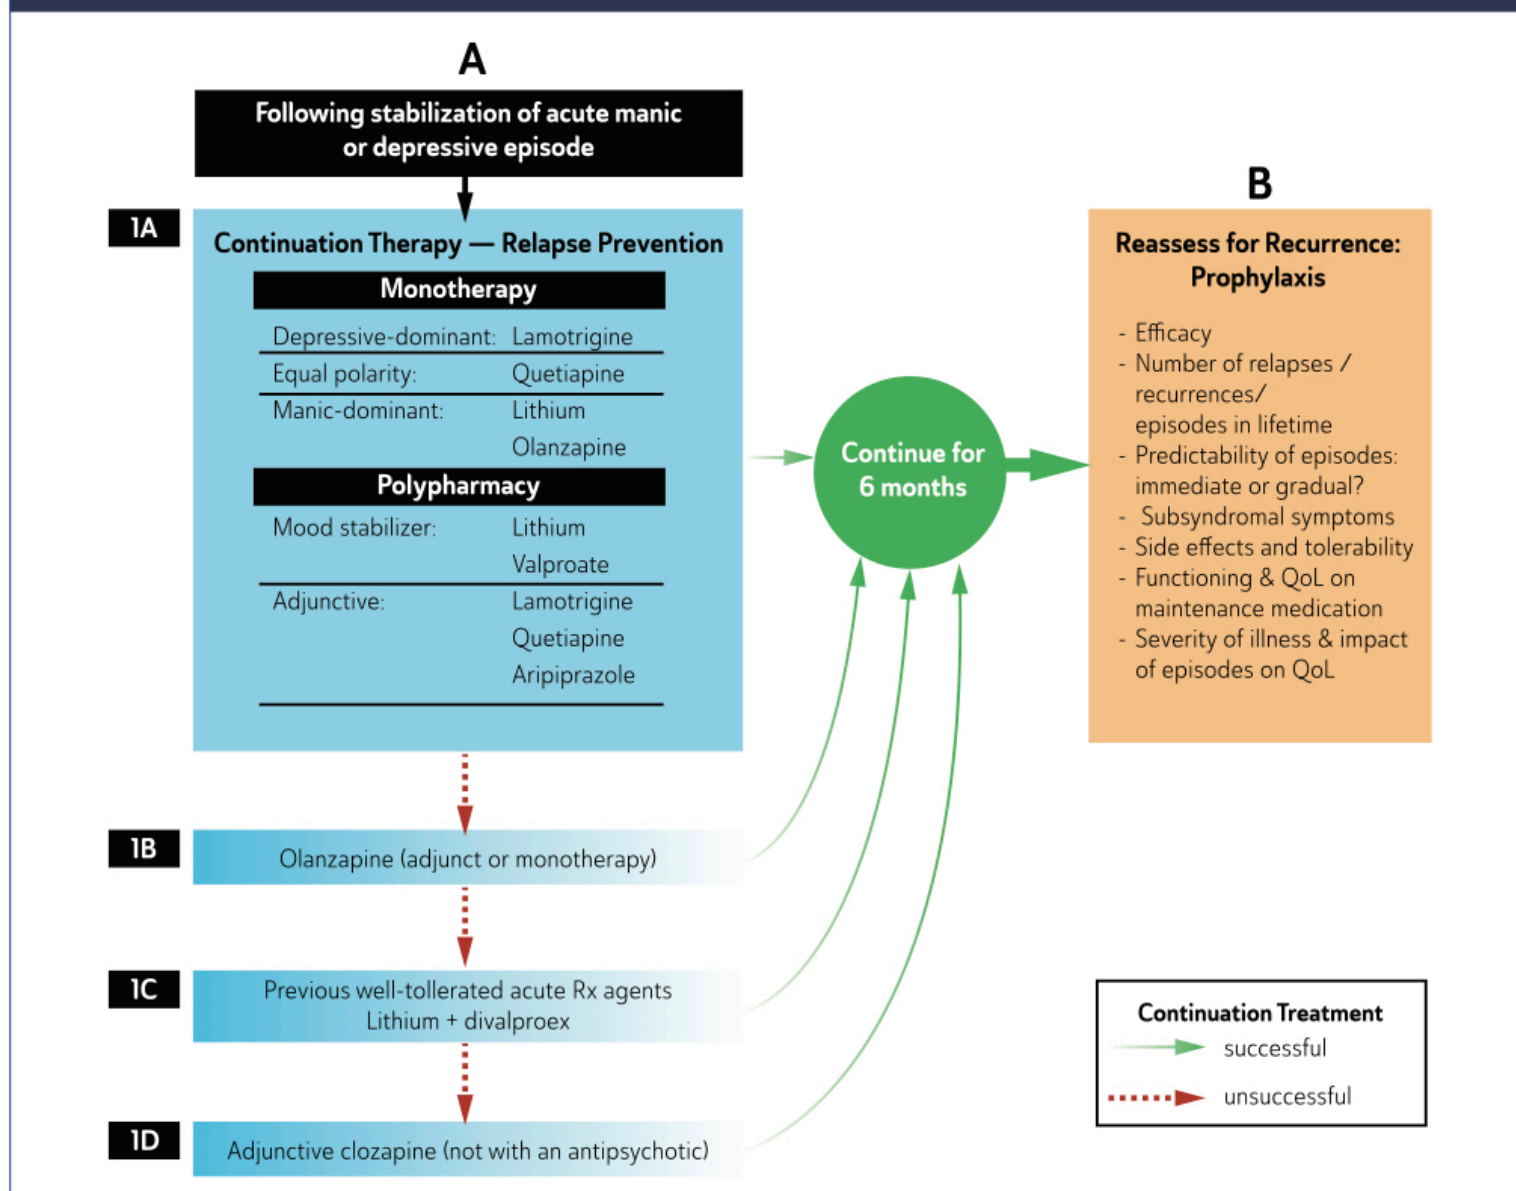 A
Following stabilization of acute manic
or depressive episode
1A
Continuation Therapy — Relapse Prevention
Monotherapy
Depressive-dominant: Lamotrigine
Equal polarity: Quetiapine
Manic-dominant: Lithium
Olanzapine
Polypharmacy
Mood stabilizer: Lithium
Valproate
Adjunctive: Lamotrigine
Quetiapine
Aripiprazole
1B
Olanzapine (adjunct or monotherapy)
1C
Previous well-tollerated acute Rx agents
Lithium + divalproex
1D
Adjunctive clozapine (not with an antipsychotic)
Continue for
6 months
B
Reassess for Recurrence:
Prophylaxis
- Efficacy
- Number of relapses /
recurrences/
episodes in lifetime
- Predictability of episodes:
immediate or gradual?
- Subsyndromal symptoms
- Side effects and tolerability
- Functioning & QoL on
maintenance medication
- Severity of illness & impact
of episodes on QoL
Continuation Treatment
successful
unsuccessful